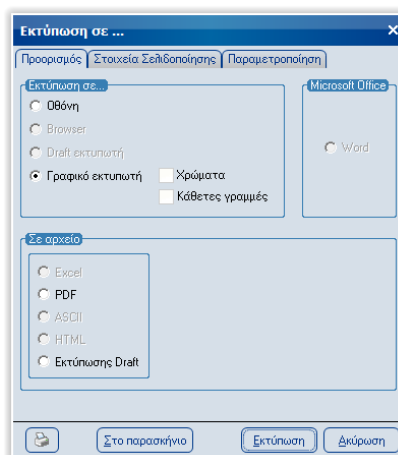 Εκτύπωση σε ...
Προορισμός Στοιχεία Σελιδοποίησης Παραμετροποίηση
Εκτύπωση σε... Microsoft Office
Οθόνη
Browser
Draft εκτυπωτή Word
Γραφικό εκτυπωτή Χρώματα
Κάθετες γραμμές
Σε αρχείο
Excel
PDF
ASCII
HTML
Εκτύπωσης Draft
Στο παρασκήνιο Εκτύπωση Ακύρωση